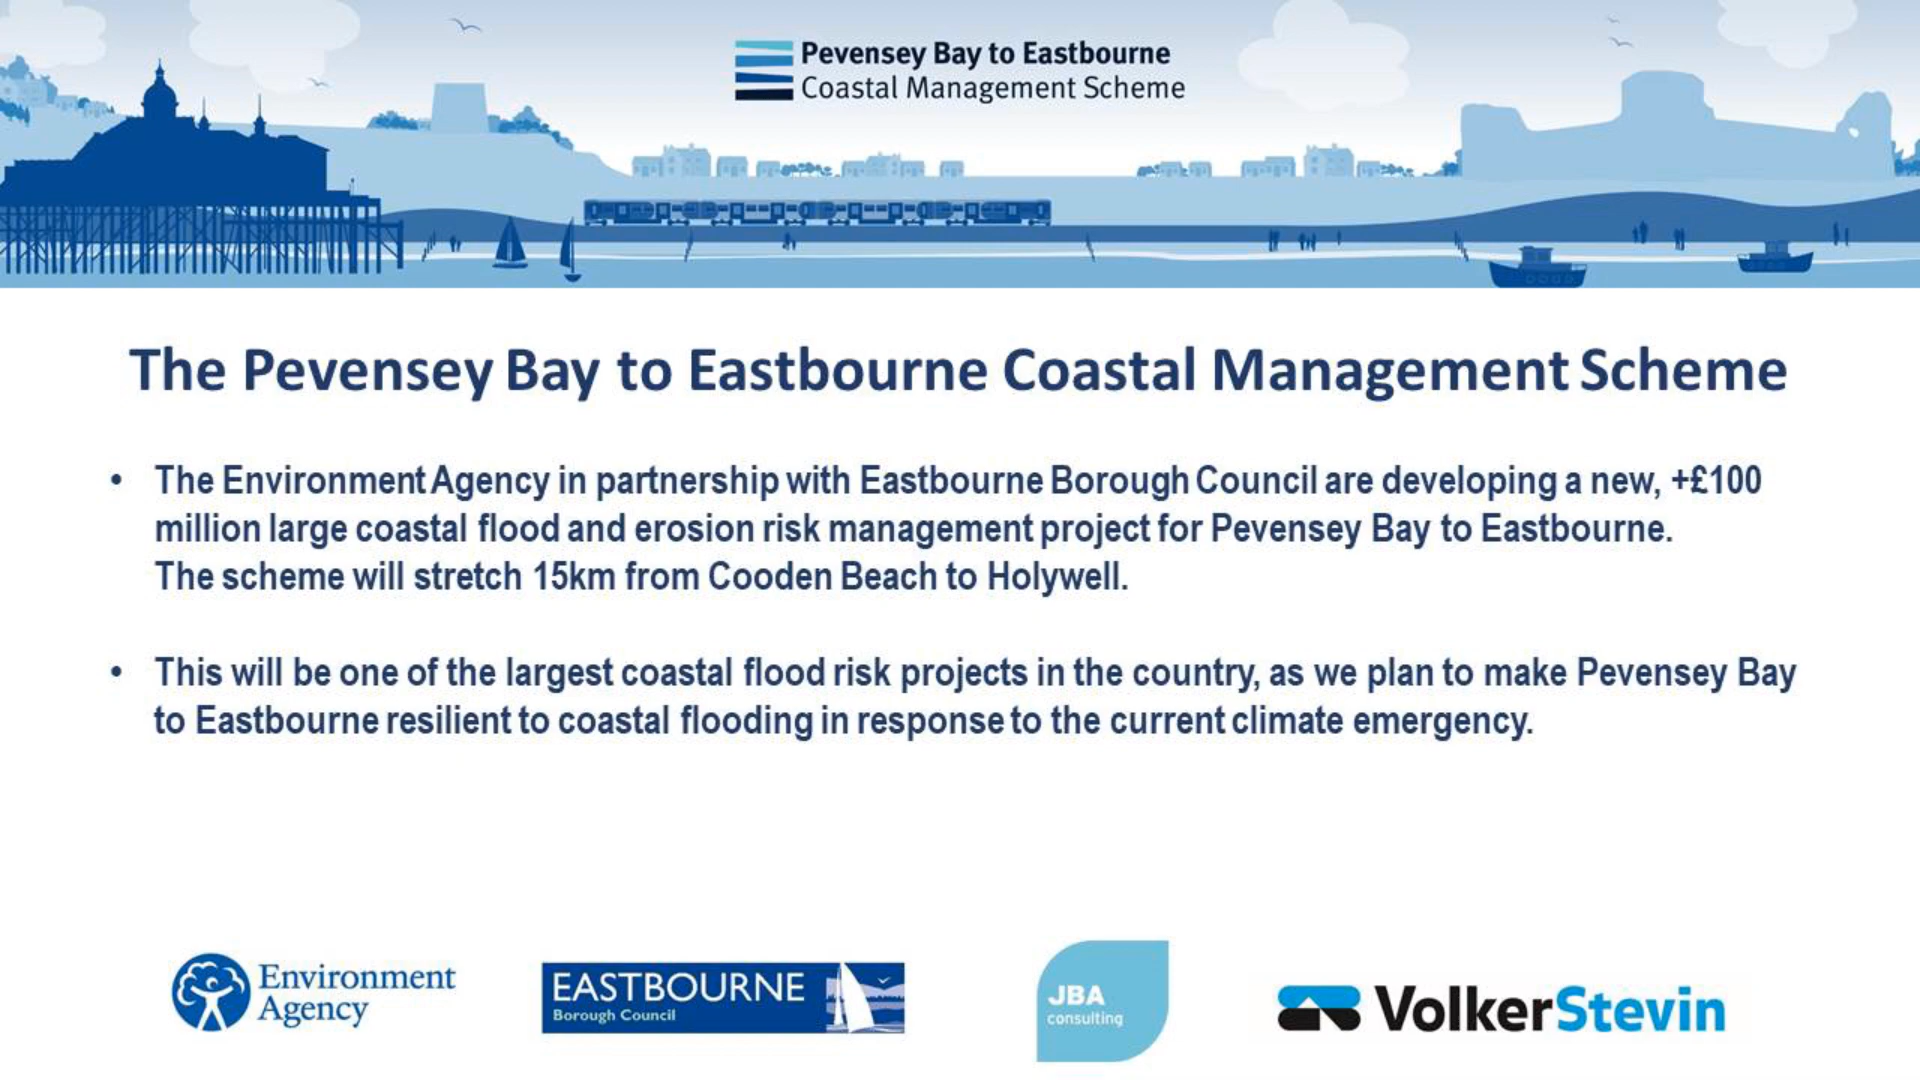 Pevensey Bay to Eastbourne
Coastal Management Scheme
The Pevensey Bay to Eastbourne Coastal Management Scheme
• The Environment Agency in partnership with Eastbourne Borough Council are developing a new, +£100
million large coastal flood and erosion risk management project for Pevensey Bay to Eastbourne.
The scheme will stretch 15km from Cooden Beach to Holywell.
• This will be one of the largest coastal flood risk projects in the country, as we plan to make Pevensey Bay
to Eastbourne resilient to coastal flooding in response to the current climate emergency.
Environment
Agency
EASTBOURNE
Borough Council
JBA
consulting
VolkerStevin